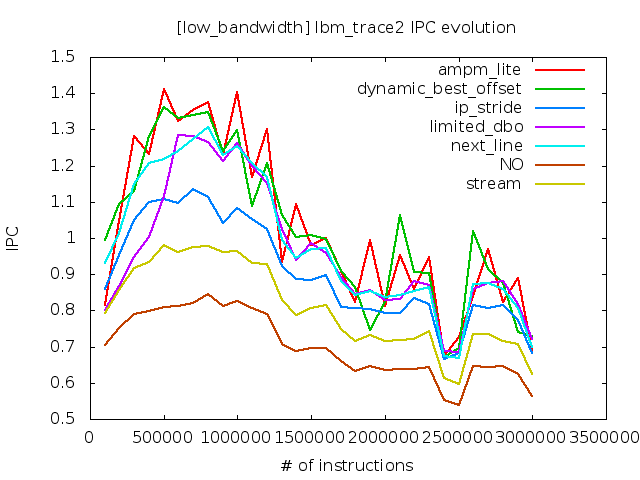 [low_bandwidth] lbm_trace2 IPC evolution
1.5
1.4
1.3
1.2
1.1
1
0.9
0.8
0.7
0.6
0.5
IPC
ampm_lite
dynamic_best_offset
ip_stride
limited_dbo
next_line
NO
stream
0 500000 1000000 1500000 2000000 2500000 3000000 3500000
# of instructions